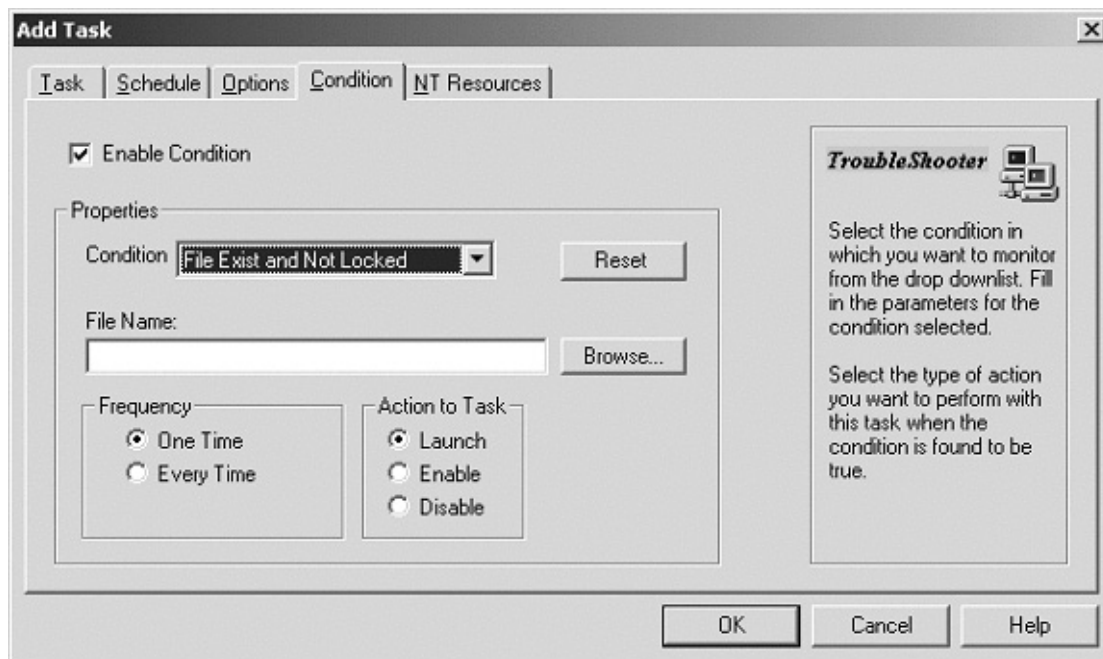 Add Task
Task Schedule Options Condition NT Resources
Enable Condition
Properties
Condition File Exist and Not Locked Reset
File Name:
Browse...
Frequency
One Time
Every Time
Action to Task
Launch
Enable
Disable
TroubleShooter
Select the condition in
which you want to monitor
from the drop downlist. Fill
in the parameters for the
condition selected.
Select the type of action
you want to perform with
this task when the
condition is found to be
true.
OK Cancel Help